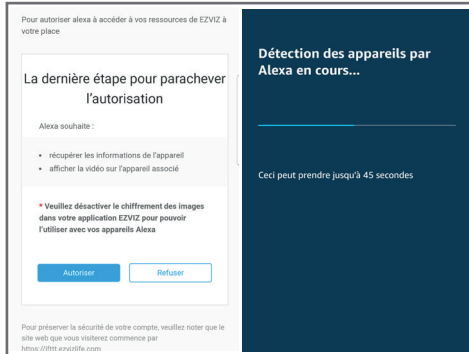 Pour autoriser alexa à accéder à vos ressources de EZVIZ à
votre place
La dernière étape pour parachever
l'autorisation
Alexa souhaite :
• récupérer les informations de l'appareil
• afficher la vidéo sur l'appareil associé
* Veuillez désactiver le chiffrement des images
dans votre application EZVIZ pour pouvoir
l'utiliser avec vos appareils Alexa
Autoriser
Refuser
Pour préserver la sécurité de votre compte, veuillez noter que le
site web que vous visiterez commence par
https://ifttt.ezvizlife.com
Détection des appareils par
Alexa en cours...
Ceci peut prendre jusqu'à 45 secondes